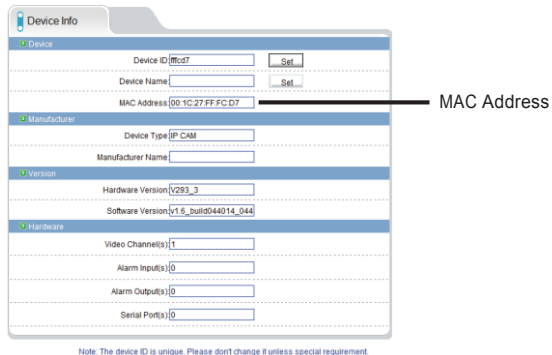 Device Info
Device
Device ID: fffcd7 Set
Device Name: Set
MAC Address: 00:1C:27:FF:FC:D7 MAC Address
Manufacturer
Device Type: IP CAM
Manufacturer Name:
Version
Hardware Version: V293_3
Software Version: v1.6_build044014_044
Hardware
Video Channel(s): 1
Alarm Input(s): 0
Alarm Output(s): 0
Serial Port(s): 0
Note: The device ID is unique. Please don't change it unless special requirement.